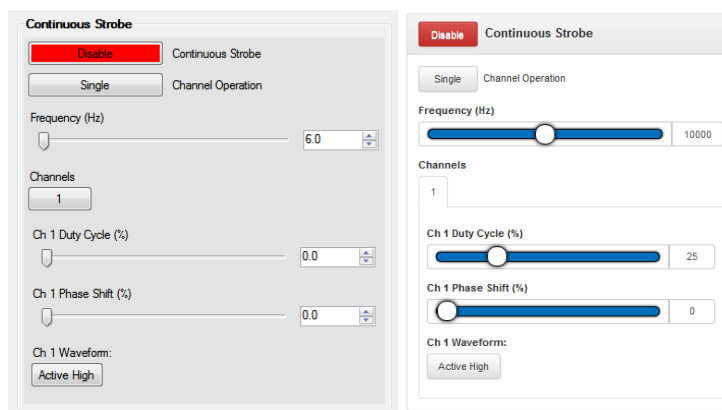 Continuous Strobe
Disable Continuous Strobe
Single Channel Operation
Frequency (Hz)
6.0
Channels
1
Ch 1 Duty Cycle (%)
0.0
Ch 1 Phase Shift (%)
0.0
Ch 1 Waveform:
Active High
Disable Continuous Strobe
Single Channel Operation
Frequency (Hz)
10000
Channels
1
Ch 1 Duty Cycle (%)
25
Ch 1 Phase Shift (%)
0
Ch 1 Waveform:
Active High